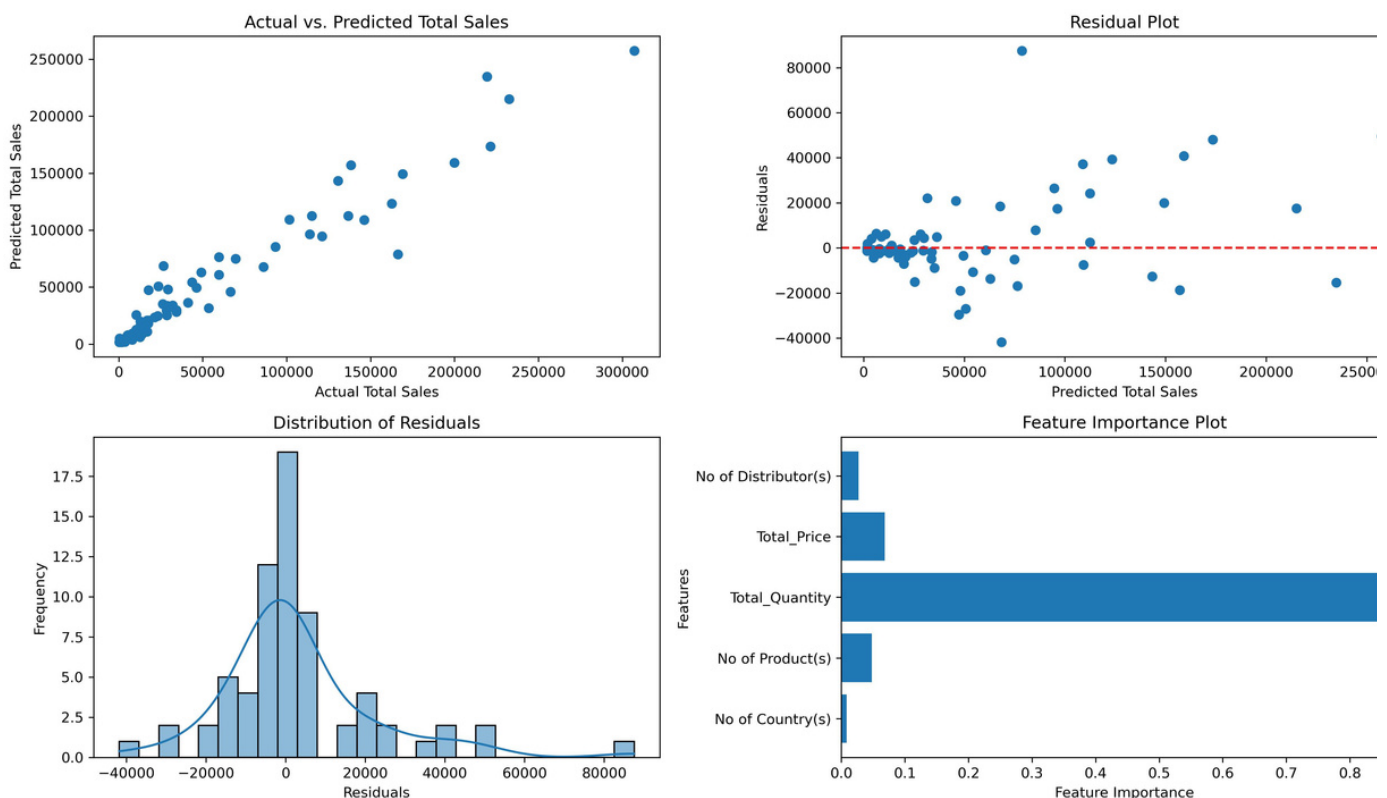 Actual vs. Predicted Total Sales
250000
200000
150000
100000
50000
0
Predicted Total Sales
0 50000 100000 150000 200000 250000 300000
Actual Total Sales
Residual Plot
80000
60000
40000
20000
0
−20000
−40000
Residuals
0 50000 100000 150000 200000 25000
Predicted Total Sales
Distribution of Residuals
17.5
15.0
12.5
10.0
7.5
5.0
2.5
0.0
Frequency
−40000 −20000 0 20000 40000 60000 80000
Residuals
Feature Importance Plot
No of Distributor(s)
Total_Price
Total_Quantity
No of Product(s)
No of Country(s)
Features
0.0 0.1 0.2 0.3 0.4 0.5 0.6 0.7 0.8
Feature Importance